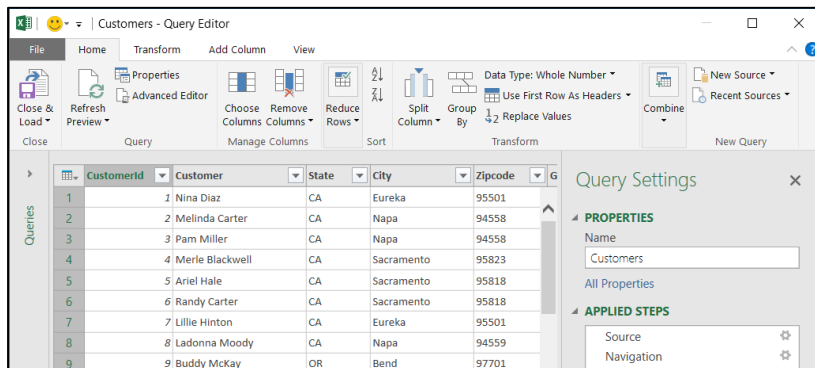 Customers - Query Editor
File Home Transform Add Column View
Close & Load
Refresh Preview
Properties
Advanced Editor
Choose Columns
Remove Columns
Reduce Rows
Split Column
Group By
Data Type: Whole Number
Use First Row As Headers
Replace Values
Combine
New Source
Recent Sources
Close Query Manage Columns Sort Transform New Query
Queries
CustomerId Customer State City Zipcode G
1 1 Nina Diaz CA Eureka 95501
2 2 Melinda Carter CA Napa 94558
3 3 Pam Miller CA Napa 94558
4 4 Merle Blackwell CA Sacramento 95823
5 5 Ariel Hale CA Sacramento 95818
6 6 Randy Carter CA Sacramento 95818
7 7 Lillie Hinton CA Eureka 95501
8 8 Ladonna Moody CA Napa 94559
9 9 Buddy McKay OR Bend 97701
Query Settings
PROPERTIES
Name
Customers
All Properties
APPLIED STEPS
Source
Navigation